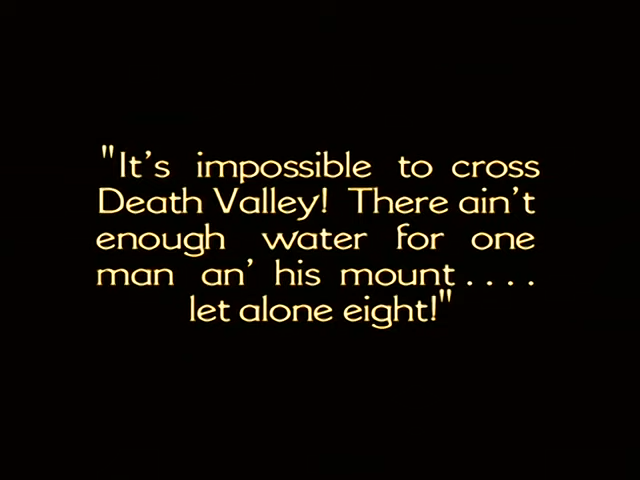 "It's impossible to cross
Death Valley! There ain't
enough water for one
man an' his mount....
let alone eight!"